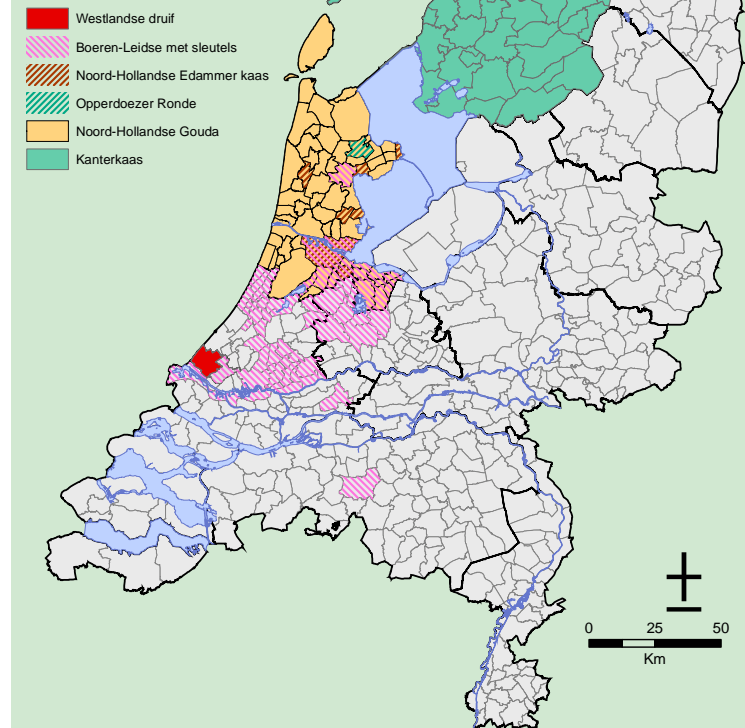 Westlandse druif
Boeren-Leidse met sleutels
Noord-Hollandse Edammer kaas
Opperdoezer Ronde
Noord-Hollandse Gouda
Kanterkaas
0 25 50
Km